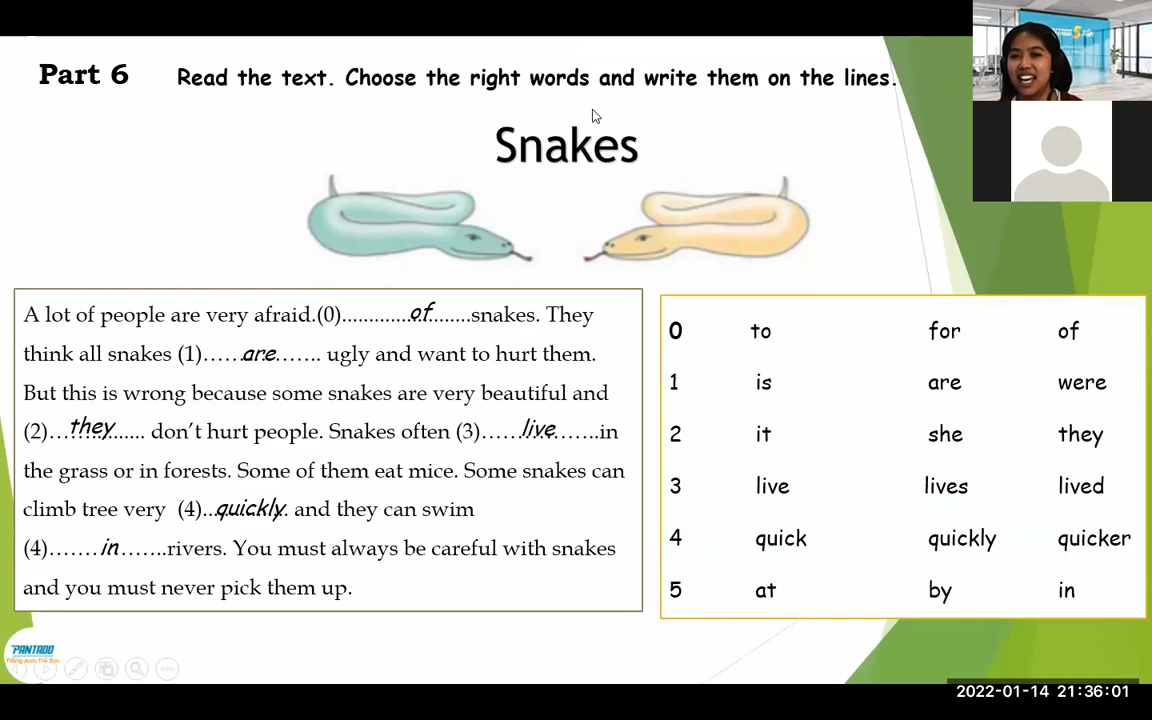 Part 6
Read the text. Choose the right words and write them on the lines.
Snakes
A lot of people are very afraid.(0)............of.......snakes. They
think all snakes (1)……are……. ugly and want to hurt them.
But this is wrong because some snakes are very beautiful and
(2)…they...... don't hurt people. Snakes often (3)……live…….in
the grass or in forests. Some of them eat mice. Some snakes can
climb tree very (4)...quickly. and they can swim
(4)…….in…….rivers. You must always be careful with snakes
and you must never pick them up.
0 to for of
1 is are were
2 it she they
3 live lives lived
4 quick quickly quicker
5 at by in
PANTADO
Tiếng Anh Trẻ Em
2022-01-14 21:36:01